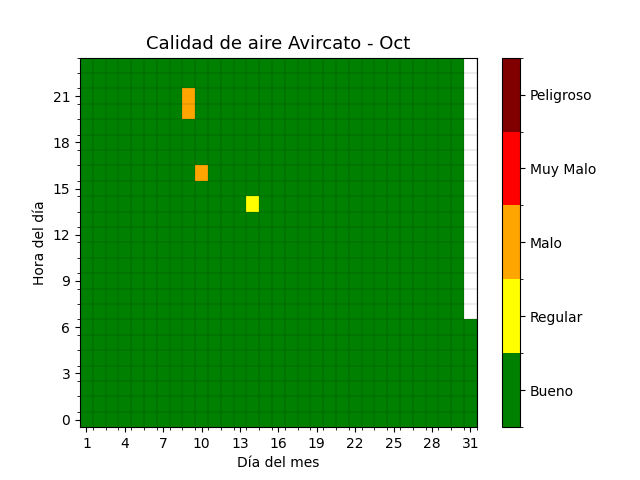 Calidad de aire Avircato - Oct
Peligroso
Muy Malo
Malo
Regular
Bueno
Hora del día
21
18
15
12
9
6
3
0
1 4 7 10 13 16 19 22 25 28 31
Día del mes